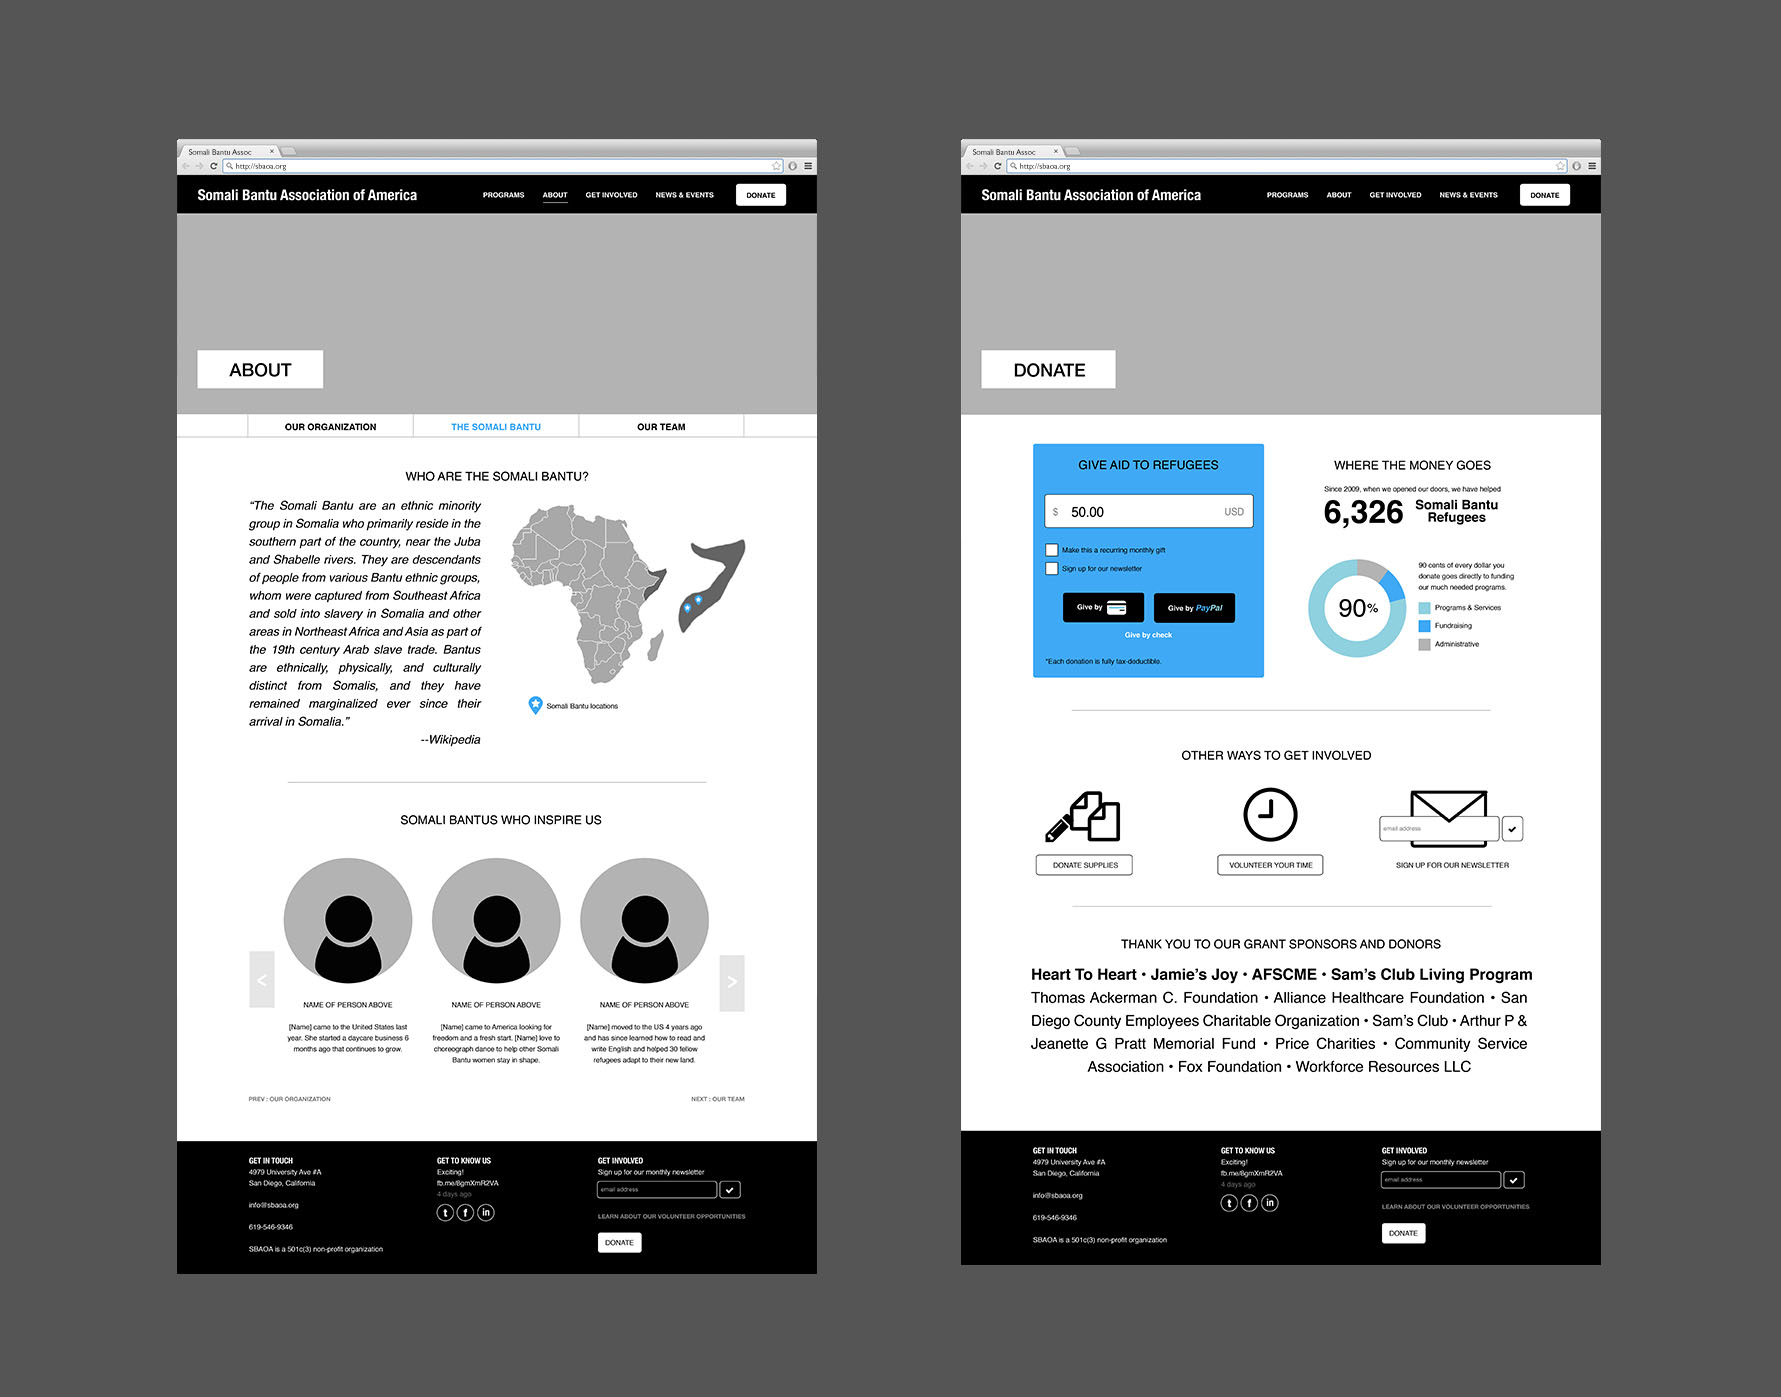 Somali Bantu Assoc
http://sbaoa.org
Somali Bantu Association of America
PROGRAMS ABOUT GET INVOLVED NEWS & EVENTS DONATE
ABOUT
OUR ORGANIZATION THE SOMALI BANTU OUR TEAM
WHO ARE THE SOMALI BANTU?
“The Somali Bantu are an ethnic minority
group in Somalia who primarily reside in the
southern part of the country, near the Juba
and Shabelle rivers. They are descendants
of people from various Bantu ethnic groups,
whom were captured from Southeast Africa
and sold into slavery in Somalia and other
areas in Northeast Africa and Asia as part of
the 19th century Arab slave trade. Bantus
are ethnically, physically, and culturally
distinct from Somalis, and they have
remained marginalized ever since their
arrival in Somalia.”
--Wikipedia
Somali Bantu locations
SOMALI BANTUS WHO INSPIRE US
< >
NAME OF PERSON ABOVE
[Name] came to the United States last
year. She started a daycare business 6
months ago that continues to grow.
NAME OF PERSON ABOVE
[Name] came to America looking for
freedom and a fresh start. [Name] love to
choreograph dance to help other Somali
Bantu women stay in shape.
NAME OF PERSON ABOVE
[Name] moved to the US 4 years ago
and has since learned how to read and
write English and helped 30 fellow
refugees adapt to their new land.
PREV : OUR ORGANIZATION NEXT : OUR TEAM
GET IN TOUCH
4979 University Ave #A
San Diego, California
info@sbaoa.org
619-546-9346
SBAOA is a 501c(3) non-profit organization
GET TO KNOW US
Exciting!
fb.me/8gmXmR2VA
4 days ago
t f in
GET INVOLVED
Sign up for our monthly newsletter
email address
LEARN ABOUT OUR VOLUNTEER OPPORTUNITIES
DONATE
Somali Bantu Assoc
http://sbaoa.org
Somali Bantu Association of America
PROGRAMS ABOUT GET INVOLVED NEWS & EVENTS DONATE
DONATE
GIVE AID TO REFUGEES
$ 50.00 USD
Make this a recurring monthly gift
Sign up for our newsletter
Give by
Give by PayPal
Give by check
*Each donation is fully tax-deductible.
WHERE THE MONEY GOES
Since 2009, when we opened our doors, we have helped
6,326 Somali Bantu
Refugees
90%
90 cents of every dollar you
donate goes directly to funding
our much needed programs.
Programs & Services
Fundraising
Administrative
OTHER WAYS TO GET INVOLVED
DONATE SUPPLIES
VOLUNTEER YOUR TIME
email address
SIGN UP FOR OUR NEWSLETTER
THANK YOU TO OUR GRANT SPONSORS AND DONORS
Heart To Heart • Jamie’s Joy • AFSCME • Sam’s Club Living Program
Thomas Ackerman C. Foundation • Alliance Healthcare Foundation • San
Diego County Employees Charitable Organization • Sam’s Club • Arthur P &
Jeanette G Pratt Memorial Fund • Price Charities • Community Service
Association • Fox Foundation • Workforce Resources LLC
GET IN TOUCH
4979 University Ave #A
San Diego, California
info@sbaoa.org
619-546-9346
SBAOA is a 501c(3) non-profit organization
GET TO KNOW US
Exciting!
fb.me/8gmXmR2VA
4 days ago
t f in
GET INVOLVED
Sign up for our monthly newsletter
email address
LEARN ABOUT OUR VOLUNTEER OPPORTUNITIES
DONATE